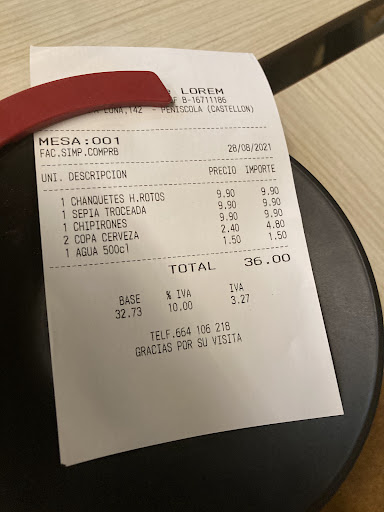 LOREM
B-16711186
LUNA,142 - PENISCOLA (CASTELLON)
MESA:001
FAC.SIMP.COMPRB 28/08/2021
UNI. DESCRIPCION PRECIO IMPORTE
1 CHANQUETES H.ROTOS 9.90 9.90
1 SEPIA TROCEADA 9.90 9.90
1 CHIPIRONES 9.90 9.90
2 COPA CERVEZA 2.40 4.80
1 AGUA 500cl 1.50 1.50
TOTAL 36.00
BASE % IVA IVA
32.73 10.00 3.27
TELF.664 106 218
GRACIAS POR SU VISITA